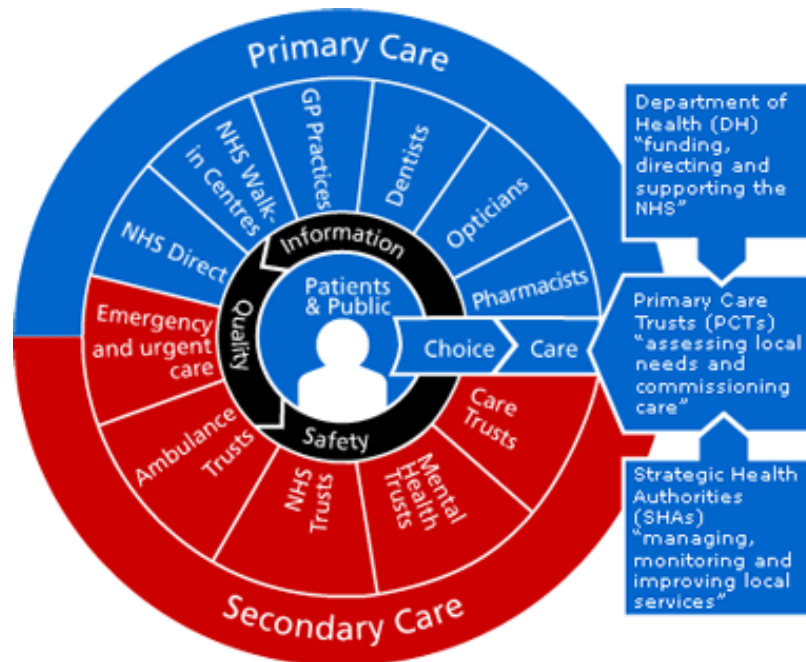 Primary Care
NHS Direct
NHS Walk-
in Centres
GP Practices
Dentists
Opticians
Pharmacists
Information
Quality
Safety
Patients
& Public
Choice
Care
Emergency
and urgent
care
Ambulance
Trusts
NHS
Trusts
Mental
Health
Trusts
Care
Trusts
Secondary Care
Department of
Health (DH)
“funding,
directing and
supporting the
NHS”
Primary Care
Trusts (PCTs)
“assessing local
needs and
commissioning
care”
Strategic Health
Authorities
(SHAs)
“managing,
monitoring and
improving local
services”